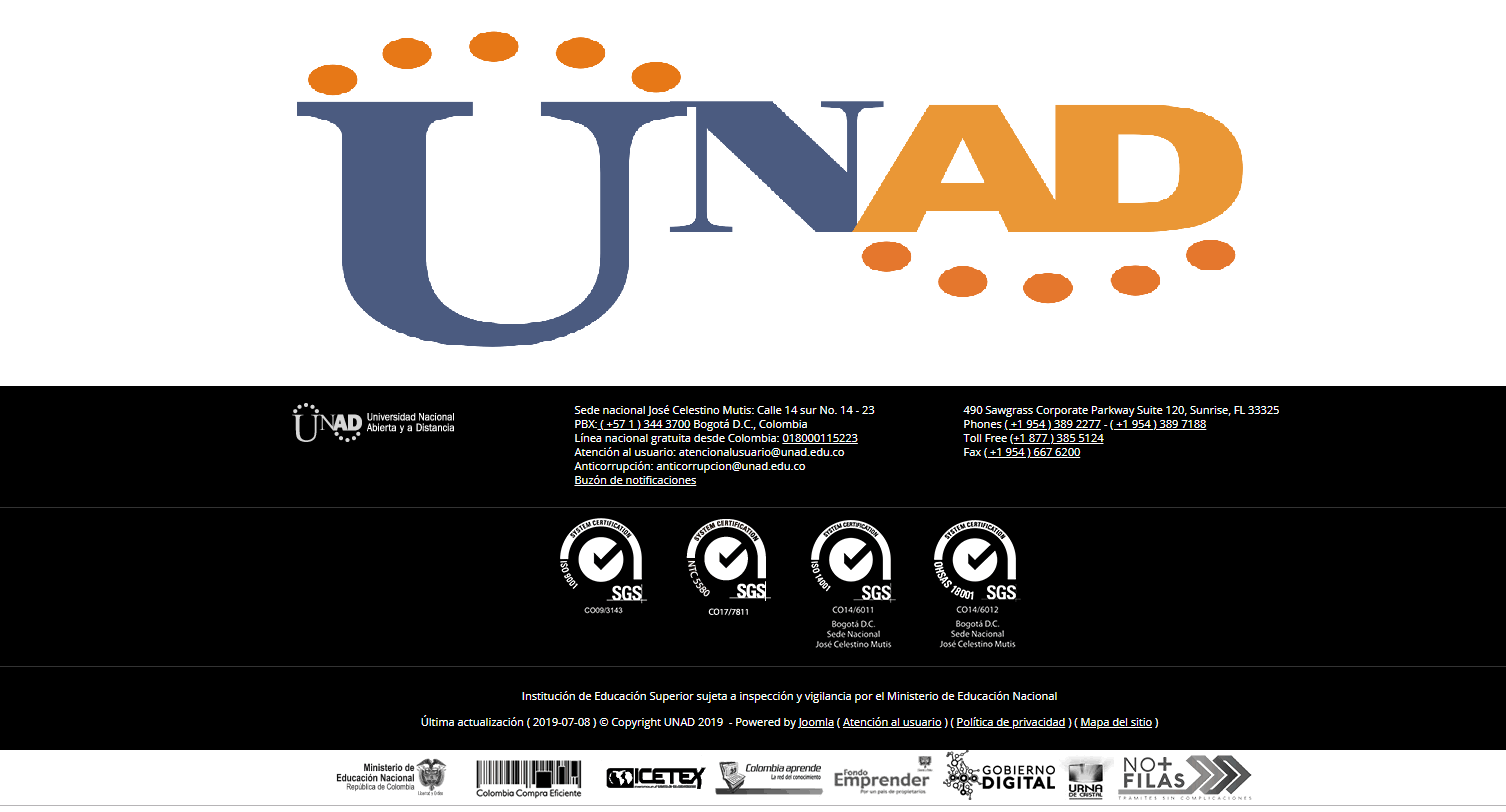 UNAD
UNAD Universidad Nacional
Abierta y a Distancia
Sede nacional José Celestino Mutis: Calle 14 sur No. 14 - 23
PBX: ( +57 1 ) 344 3700 Bogotá D.C., Colombia
Línea nacional gratuita desde Colombia: 018000115223
Atención al usuario: atencionalusuario@unad.edu.co
Anticorrupción: anticorrupcion@unad.edu.co
Buzón de notificaciones
490 Sawgrass Corporate Parkway Suite 120, Sunrise, FL 33325
Phones ( +1 954 ) 389 2277 - ( +1 954 ) 389 7188
Toll Free (+1 877 ) 385 5124
Fax ( +1 954 ) 667 6200
SYSTEM CERTIFICATION
ISO 9001
SGS
CO09/3143
SYSTEM CERTIFICATION
NTC 5580
SGS
CO17/7811
SYSTEM CERTIFICATION
ISO 14001
SGS
CO14/6011
Bogotá D.C.
Sede Nacional
José Celestino Mutis
SYSTEM CERTIFICATION
OHSAS 18001
SGS
CO14/6012
Bogotá D.C.
Sede Nacional
José Celestino Mutis
Institución de Educación Superior sujeta a inspección y vigilancia por el Ministerio de Educación Nacional
Última actualización ( 2019-07-08 ) © Copyright UNAD 2019 - Powered by Joomla ( Atención al usuario ) ( Política de privacidad ) ( Mapa del sitio )
Ministerio de
Educación Nacional
República de Colombia
Libertad y Orden
Colombia Compra Eficiente
ICETEX
Colombia aprende
La red del conocimiento
Fondo
Emprender
Por un país de propietarios
GOBIERNO
DIGITAL
URNA
DE CRISTAL
NO+
FILAS
TRAMITES SIN COMPLICACIONES